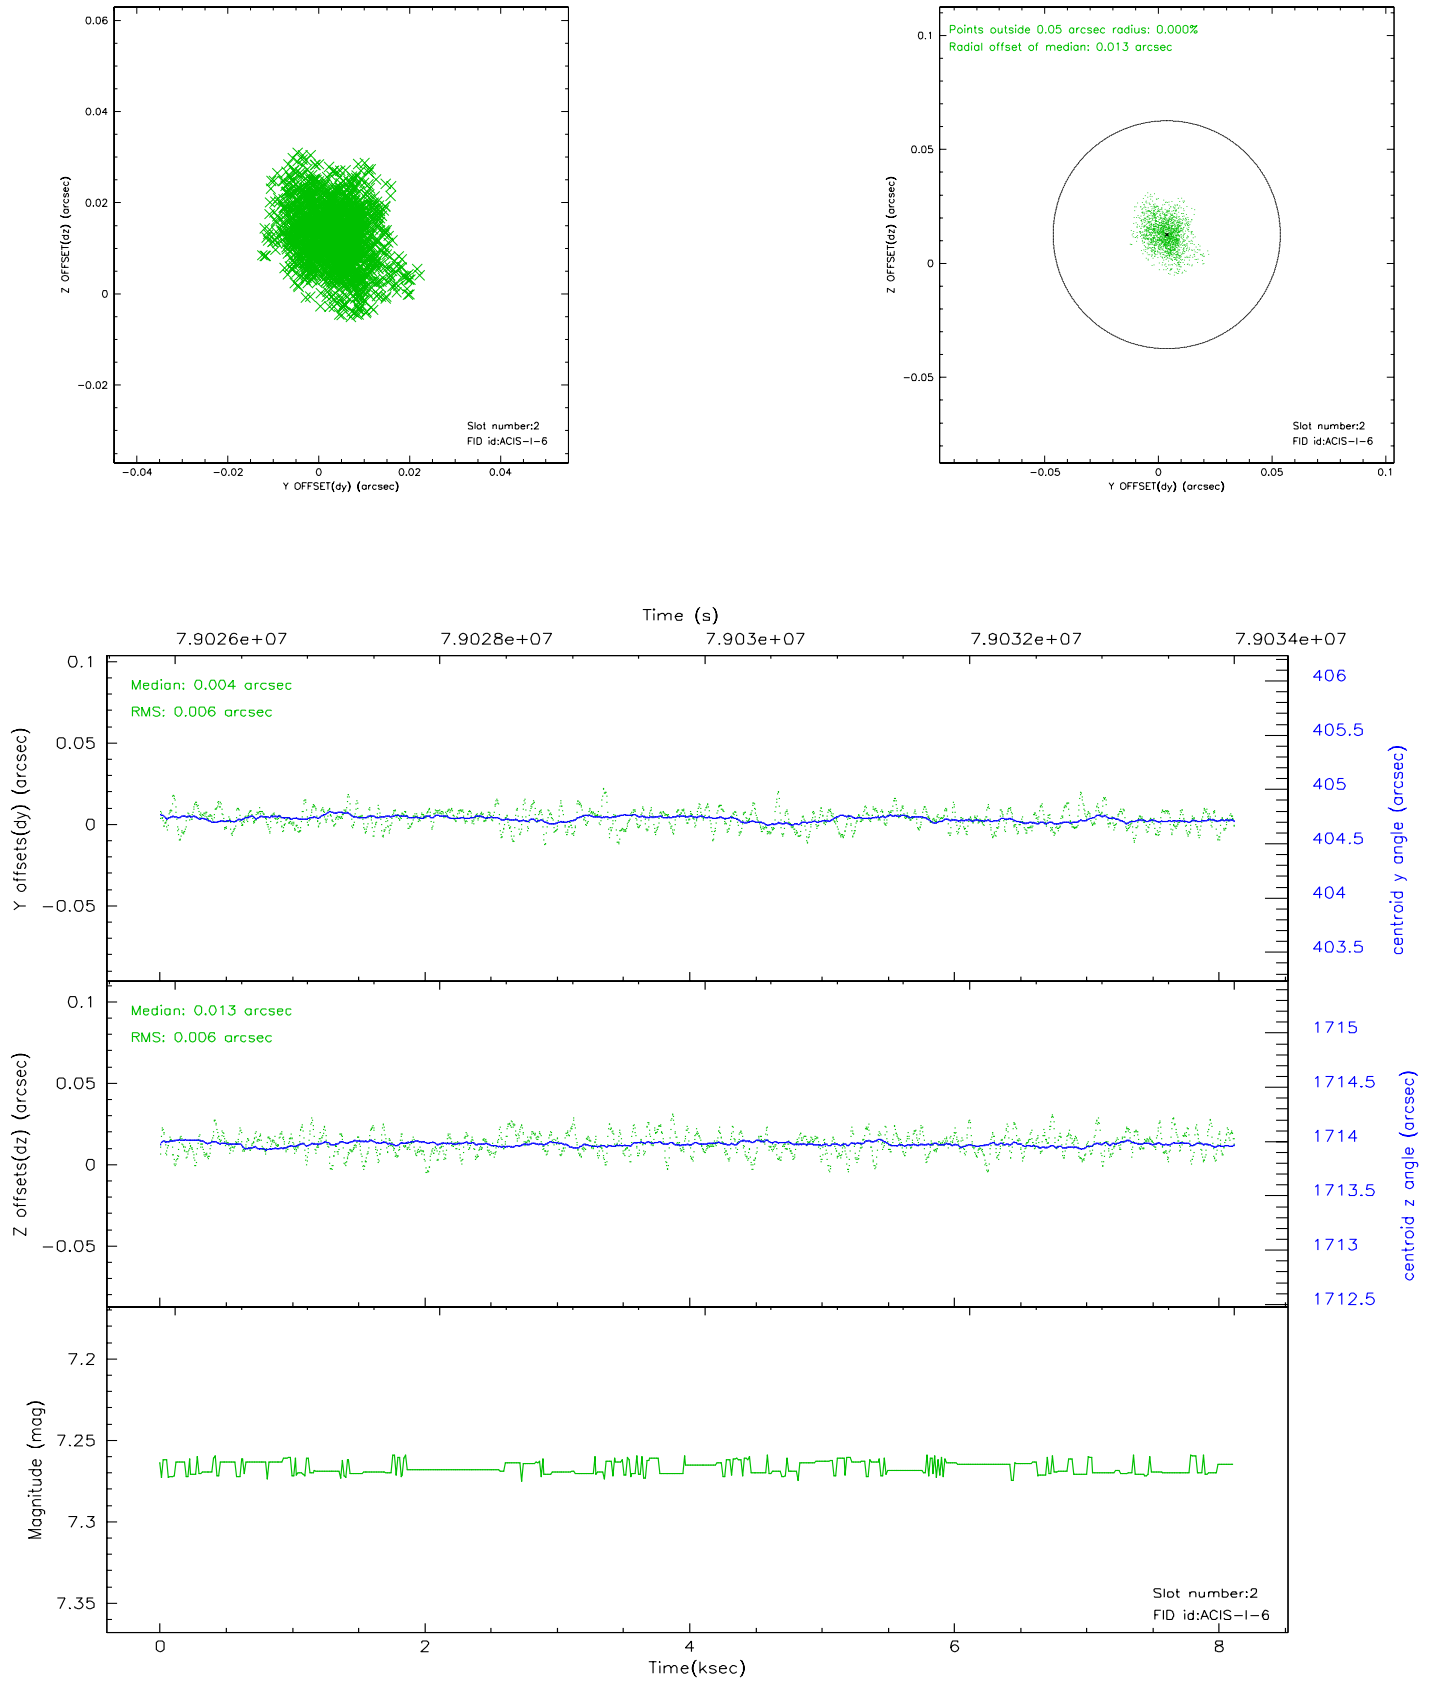 0.06
0.04
0.02
0
−0.02
Z OFFSET(dz) (arcsec)
−0.04
−0.02
0
0.02
0.04
Y OFFSET(dy) (arcsec)
Slot number:2
FID id:ACIS−I−6
Points outside 0.05 arcsec radius: 0.000%
Radial offset of median: 0.013 arcsec
0.1
0.05
0
−0.05
Z OFFSET(dz) (arcsec)
−0.05
0
0.05
0.1
Y OFFSET(dy) (arcsec)
Slot number:2
FID id:ACIS−I−6
Time (s)
7.9026e+07
7.9028e+07
7.903e+07
7.9032e+07
7.9034e+07
Median: 0.004 arcsec
RMS: 0.006 arcsec
0.1
0.05
0
−0.05
Y offsets(dy) (arcsec)
406
405.5
405
404.5
404
403.5
centroid y angle (arcsec)
Median: 0.013 arcsec
RMS: 0.006 arcsec
0.1
0.05
0
−0.05
Z offsets(dz) (arcsec)
1715
1714.5
1714
1713.5
1713
1712.5
centroid z angle (arcsec)
7.2
7.25
7.3
7.35
Magnitude (mag)
Slot number:2
FID id:ACIS−I−6
0
2
4
6
8
Time(ksec)